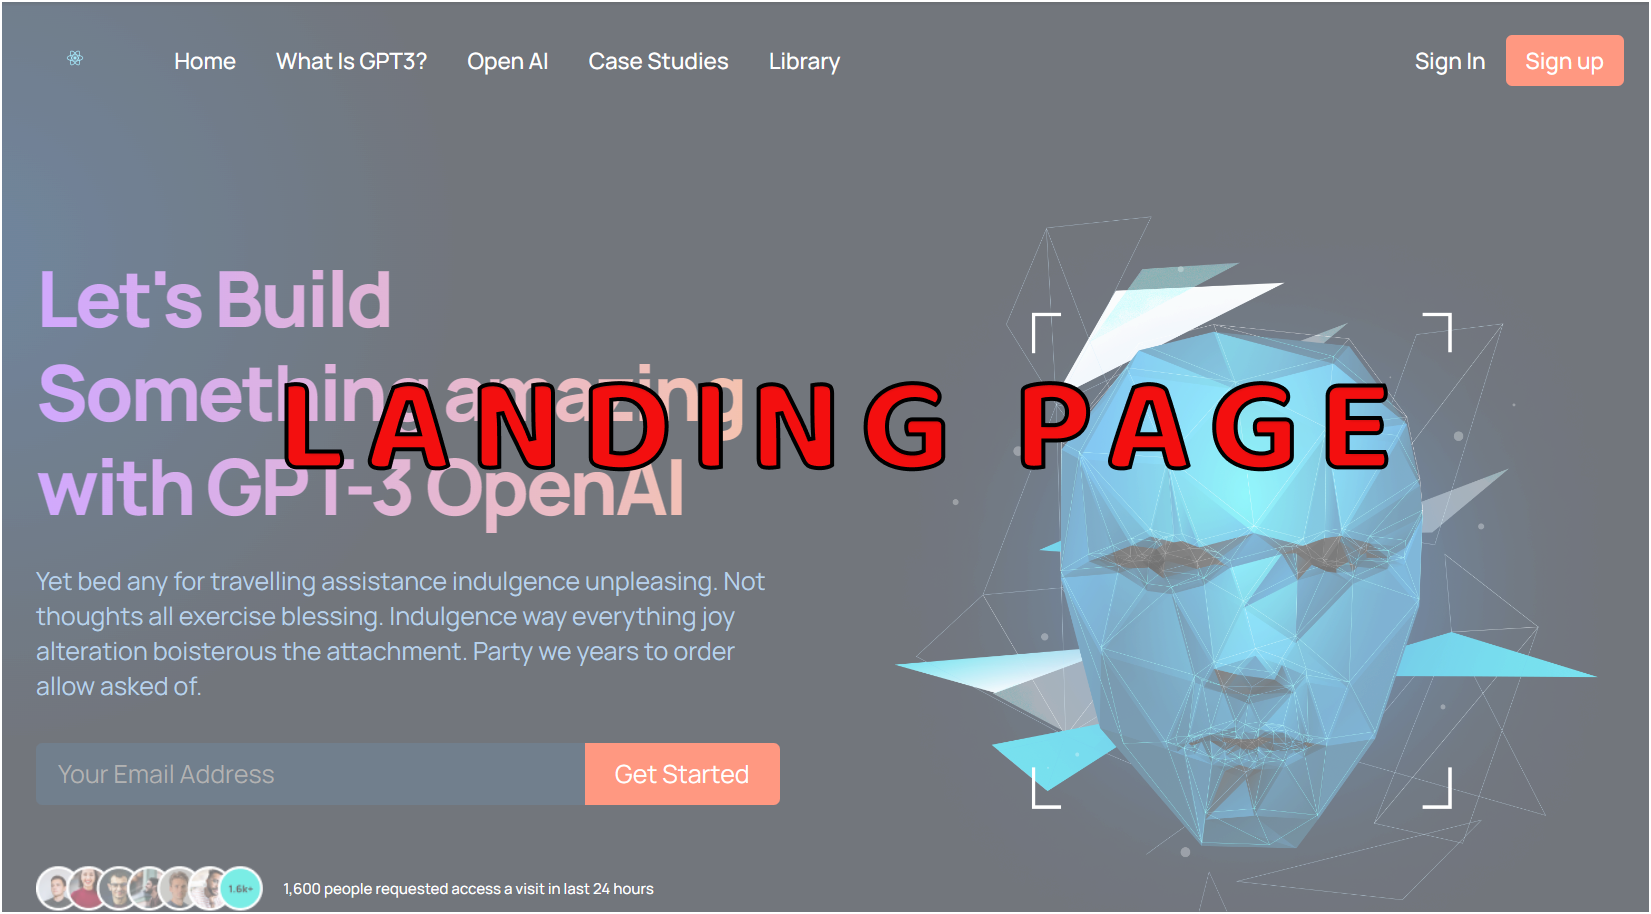 Home What Is GPT3? Open AI Case Studies Library Sign In Sign up
Let's Build
Something amazing
with GPT-3 OpenAI
LANDING PAGE
Yet bed any for travelling assistance indulgence unpleasing. Not
thoughts all exercise blessing. Indulgence way everything joy
alteration boisterous the attachment. Party we years to order
allow asked of.
Your Email Address Get Started
1.6k+ 1,600 people requested access a visit in last 24 hours